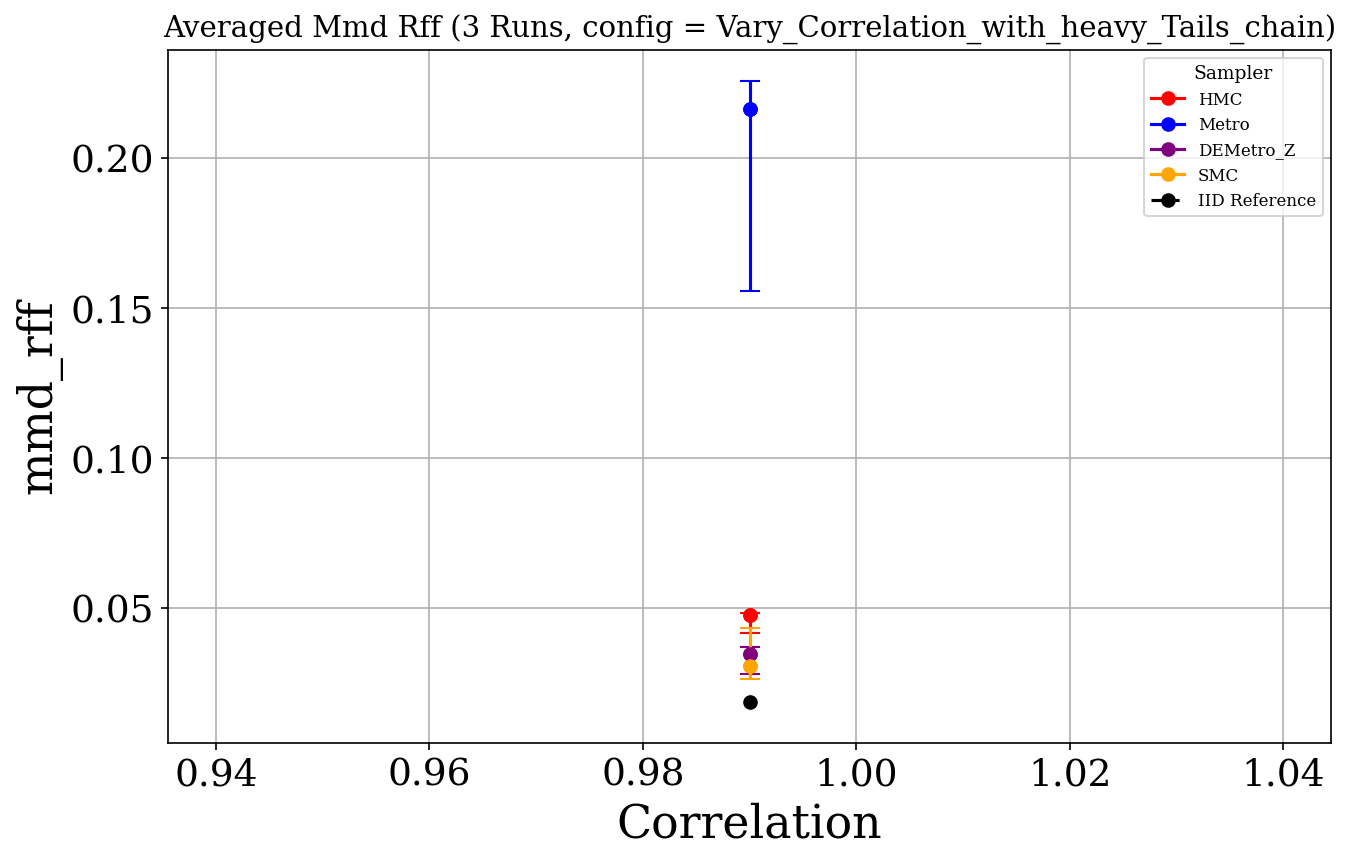 Averaged Mmd Rff (3 Runs, config = Vary_Correlation_with_heavy_Tails_chain)
Sampler
HMC
Metro
DEMetro_Z
SMC
IID Reference
mmd_rff
0.20
0.15
0.10
0.05
0.94 0.96 0.98 1.00 1.02 1.04
Correlation